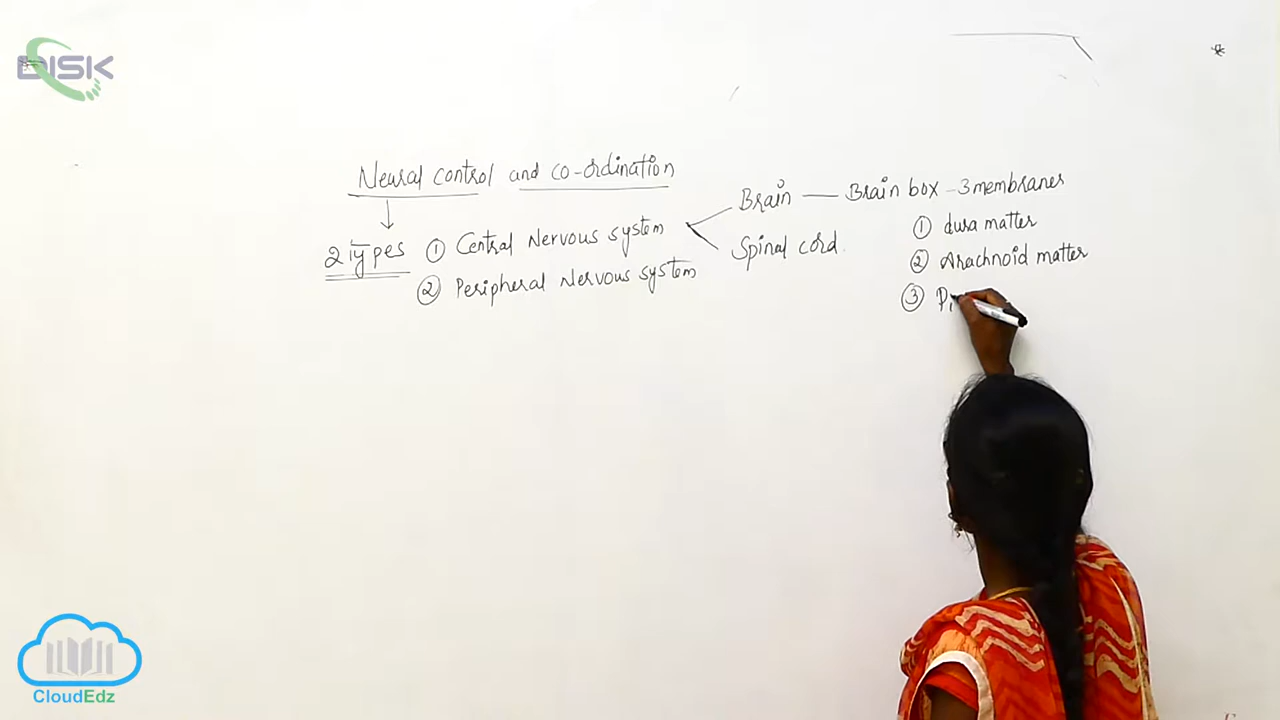 DISK
Neural control and co-ordination
2 Types ① Central Nervous system
② Peripheral Nervous system
Brain — Brain box - 3 membranes
Spinal cord.
① dura matter
② Arachnoid matter
③ Pi
CloudEdz